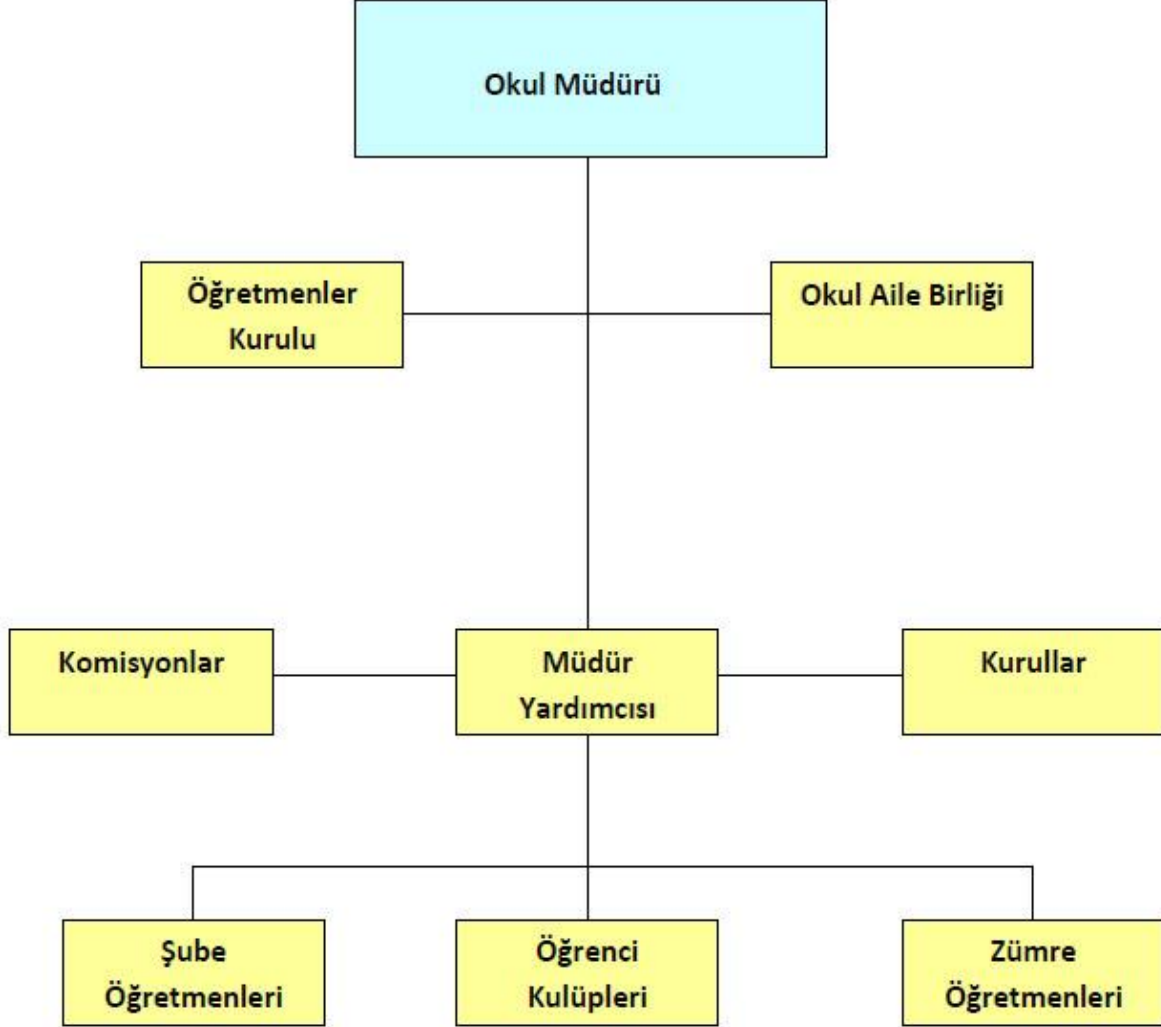 Okul Müdürü
Öğretmenler
Kurulu
Okul Aile Birliği
Komisyonlar
Müdür
Yardımcısı
Kurullar
Şube
Öğretmenleri
Öğrenci
Kulüpleri
Zümre
Öğretmenleri